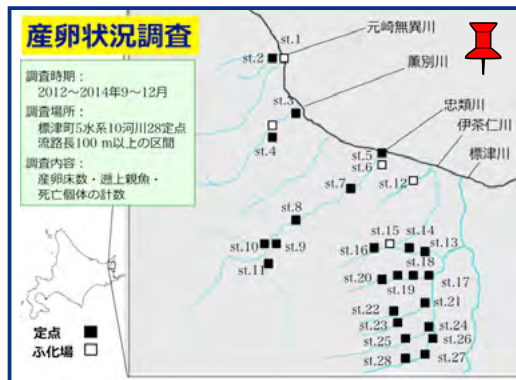 産卵状況調査
調査時期：
2012～2014年9～12月
調査場所：
標津町5水系10河川28定点
流路長100 m以上の区間
調査内容：
産卵床数・遡上親魚・
死亡個体の計数
定点
ふ化場
元崎無異川
薫別川
忠類川
伊茶仁川
標津川
st.1
st.2
st.3
st.4
st.5
st.6
st.7
st.12
st.8
st.10
st.9
st.11
st.15
st.14
st.16
st.13
st.18
st.20
st.19
st.17
st.21
st.22
st.23
st.24
st.25
st.26
st.28
st.27